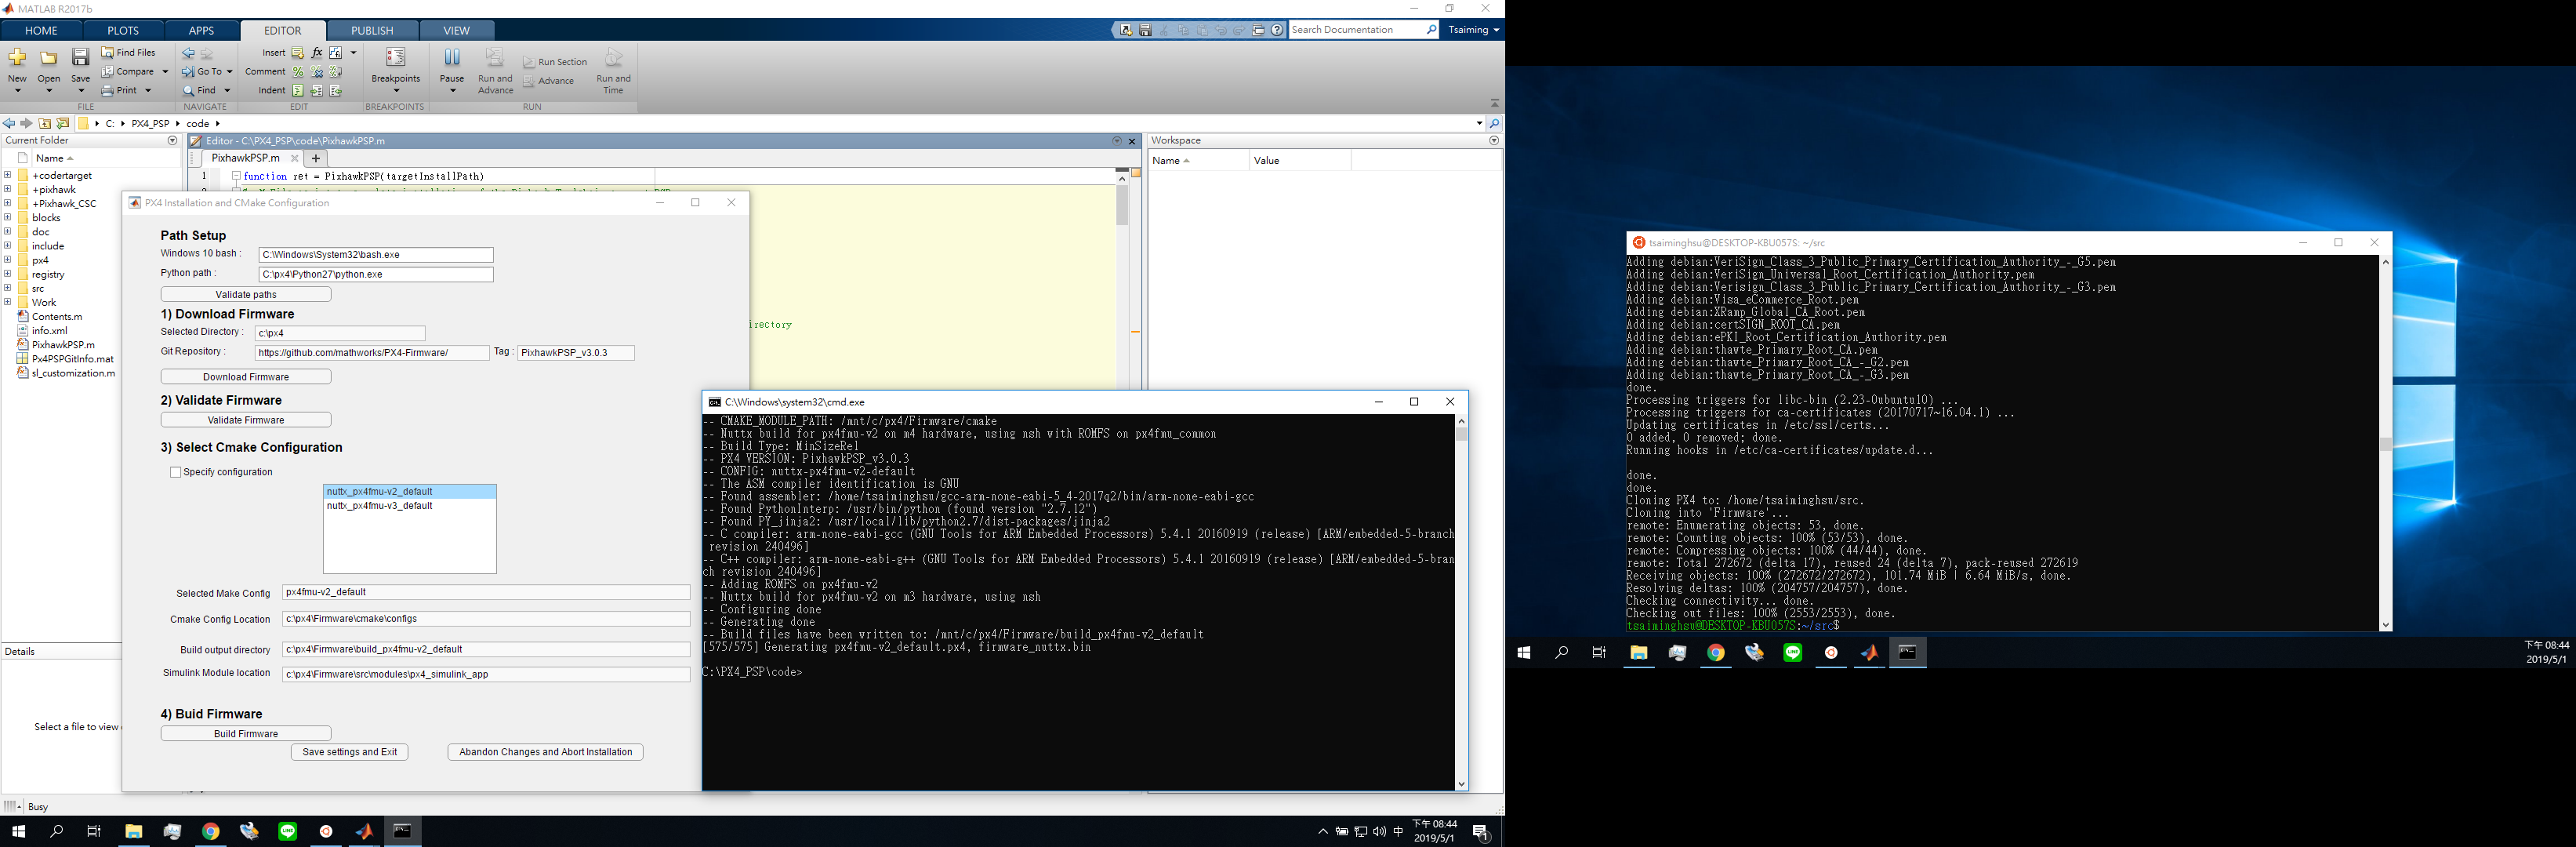 MATLAB R2017b
HOME PLOTS APPS EDITOR PUBLISH VIEW
Search Documentation
Tsaiming
New Open Save
Find Files
Compare
Print
Go To
Find
Insert
Comment
Indent
fx
Breakpoints
Pause
Run and Advance
Run Section
Advance
Run and Time
FILE NAVIGATE EDIT BREAKPOINTS RUN
C: PX4_PSP code
Current Folder
Name
+codertarget
+pixhawk
+Pixhawk_CSC
blocks
doc
include
px4
registry
src
Work
Contents.m
info.xml
PixhawkPSP.m
Px4PSPGitInfo.mat
sl_customization.m
Details
Select a file to view
Busy
Editor - C:\PX4_PSP\code\PixhawkPSP.m
PixhawkPSP.m
1 function ret = PixhawkPSP(targetInstallPath)
irectory
Workspace
Name Value
PX4 Installation and CMake Configuration
Path Setup
Windows 10 bash : C:\Windows\System32\bash.exe
Python path : C:\px4\Python27\python.exe
Validate paths
1) Download Firmware
Selected Directory : c:\px4
Git Repository : https://github.com/mathworks/PX4-Firmware/ Tag : PixhawkPSP_v3.0.3
Download Firmware
2) Validate Firmware
Validate Firmware
3) Select Cmake Configuration
Specify configuration
nuttx_px4fmu-v2_default
nuttx_px4fmu-v3_default
Selected Make Config px4fmu-v2_default
Cmake Config Location c:\px4\Firmware\cmake\configs
Build output directory c:\px4\Firmware\build_px4fmu-v2_default
Simulink Module location c:\px4\Firmware\src\modules\px4_simulink_app
4) Buid Firmware
Build Firmware
Save settings and Exit
Abandon Changes and Abort Installation
C:\Windows\system32\cmd.exe
-- CMAKE_MODULE_PATH: /mnt/c/px4/Firmware/cmake
-- Nuttx build for px4fmu-v2 on m4 hardware, using nsh with ROMFS on px4fmu_common
-- Build Type: MinSizeRel
-- PX4 VERSION: PixhawkPSP_v3.0.3
-- CONFIG: nuttx-px4fmu-v2-default
-- The ASM compiler identification is GNU
-- Found assembler: /home/tsaiminghsu/gcc-arm-none-eabi-5_4-2017q2/bin/arm-none-eabi-gcc
-- Found PythonInterp: /usr/bin/python (found version "2.7.12")
-- Found PY_jinja2: /usr/local/lib/python2.7/dist-packages/jinja2
-- C compiler: arm-none-eabi-gcc (GNU Tools for ARM Embedded Processors) 5.4.1 20160919 (release) [ARM/embedded-5-branch
 revision 240496]
-- C++ compiler: arm-none-eabi-g++ (GNU Tools for ARM Embedded Processors) 5.4.1 20160919 (release) [ARM/embedded-5-bran
ch revision 240496]
-- Adding ROMFS on px4fmu-v2
-- Nuttx build for px4fmu-v2 on m3 hardware, using nsh
-- Configuring done
-- Generating done
-- Build files have been written to: /mnt/c/px4/Firmware/build_px4fmu-v2_default
[575/575] Generating px4fmu-v2_default.px4, firmware_nuttx.bin
C:\PX4_PSP\code>
中
下午 08:44
2019/5/1
1
tsaiminghsu@DESKTOP-KBU057S: ~/src
Adding debian:VeriSign_Class_3_Public_Primary_Certification_Authority_-_G5.pem
Adding debian:VeriSign_Universal_Root_Certification_Authority.pem
Adding debian:Verisign_Class_3_Public_Primary_Certification_Authority_-_G3.pem
Adding debian:Visa_eCommerce_Root.pem
Adding debian:XRamp_Global_CA_Root.pem
Adding debian:certSIGN_ROOT_CA.pem
Adding debian:ePKI_Root_Certification_Authority.pem
Adding debian:thawte_Primary_Root_CA.pem
Adding debian:thawte_Primary_Root_CA_-_G2.pem
Adding debian:thawte_Primary_Root_CA_-_G3.pem
done.
Processing triggers for libc-bin (2.23-0ubuntu10) ...
Processing triggers for ca-certificates (20170717~16.04.1) ...
Updating certificates in /etc/ssl/certs...
0 added, 0 removed; done.
Running hooks in /etc/ca-certificates/update.d...
done.
done.
Cloning PX4 to: /home/tsaiminghsu/src.
Cloning into 'Firmware'...
remote: Enumerating objects: 53, done.
remote: Counting objects: 100% (53/53), done.
remote: Compressing objects: 100% (44/44), done.
remote: Total 272672 (delta 17), reused 24 (delta 7), pack-reused 272619
Receiving objects: 100% (272672/272672), 101.74 MiB | 6.64 MiB/s, done.
Resolving deltas: 100% (204757/204757), done.
Checking connectivity... done.
Checking out files: 100% (2553/2553), done.
tsaiminghsu@DESKTOP-KBU057S:~/src$
下午 08:44
2019/5/1